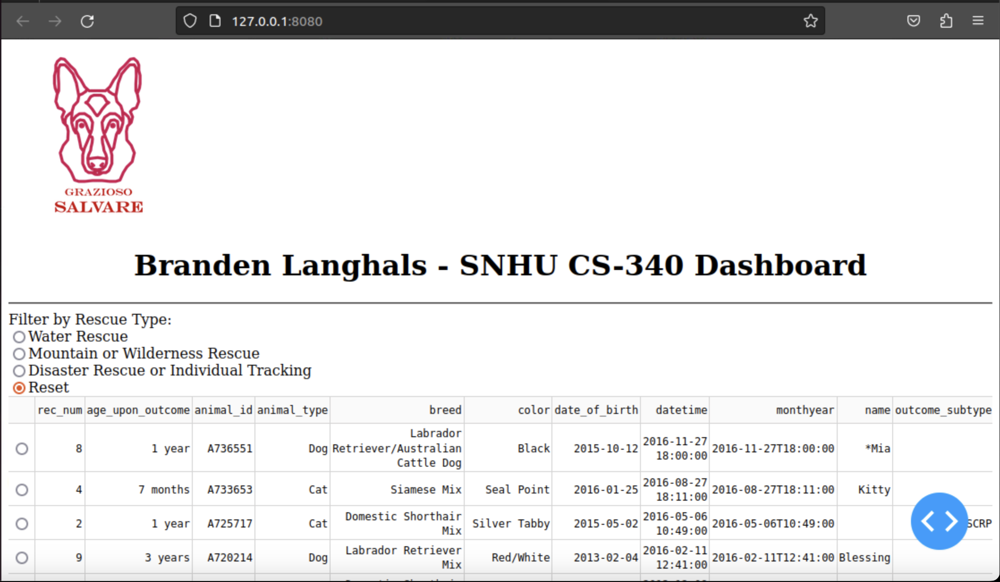 127.0.0.1:8080
GRAZIOSO
SALVARE
Branden Langhals - SNHU CS-340 Dashboard
Filter by Rescue Type:
Water Rescue
Mountain or Wilderness Rescue
Disaster Rescue or Individual Tracking
Reset
rec_num age_upon_outcome animal_id animal_type breed color date_of_birth datetime monthyear name outcome_subtype
8 1 year A736551 Dog Labrador Retriever/Australian Cattle Dog Black 2015-10-12 2016-11-27 18:00:00 2016-11-27T18:00:00 *Mia
4 7 months A733653 Cat Siamese Mix Seal Point 2016-01-25 2016-08-27 18:11:00 2016-08-27T18:11:00 Kitty
2 1 year A725717 Cat Domestic Shorthair Mix Silver Tabby 2015-05-02 2016-05-06 10:49:00 2016-05-06T10:49:00 SCRP
9 3 years A720214 Dog Labrador Retriever Mix Red/White 2013-02-04 2016-02-11 12:41:00 2016-02-11T12:41:00 Blessing